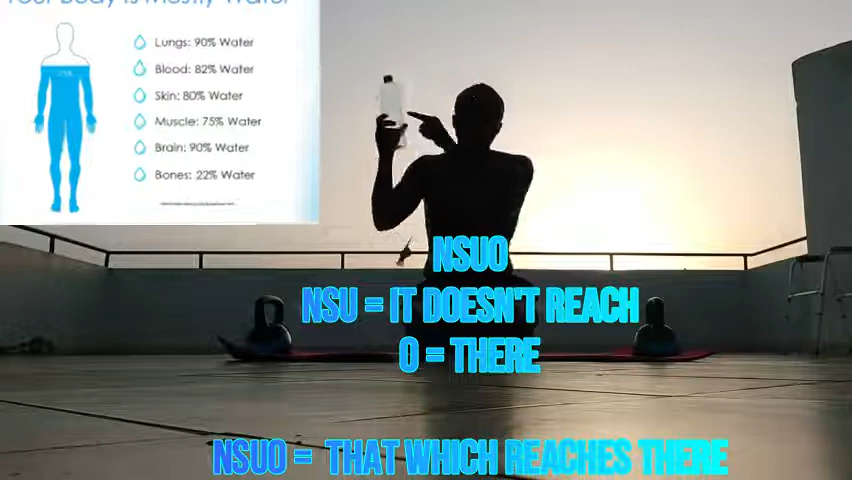 Your Body is Mostly Water
Lungs: 90% Water
Blood: 82% Water
Skin: 80% Water
Muscle: 75% Water
Brain: 90% Water
Bones: 22% Water
NSUO
NSU = IT DOESN'T REACH
O = THERE
NSUO = THAT WHICH REACHES THERE